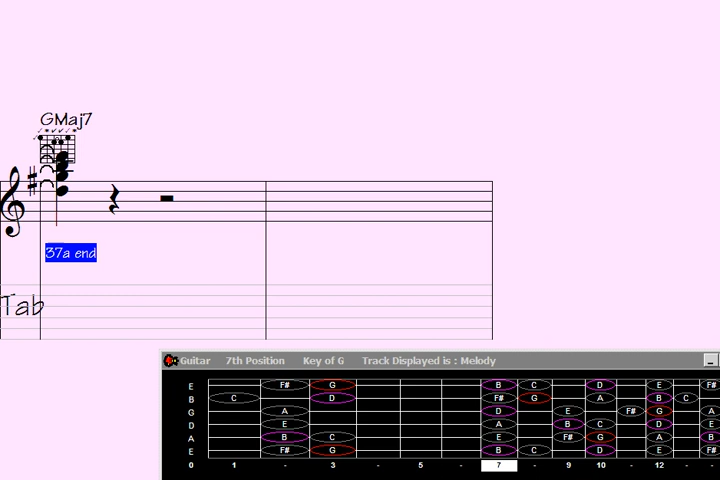 GMaj7
37a end
Tab
Guitar 7th Position Key of G Track Displayed is : Melody
E F# G B C D E F#
B C D F# G A B C
G A D E F# G A
D E A B C D E
A B C E F# G A B
E F# G B C D E F#
0 1 - 3 - 5 - 7 - 9 10 - 12 - -